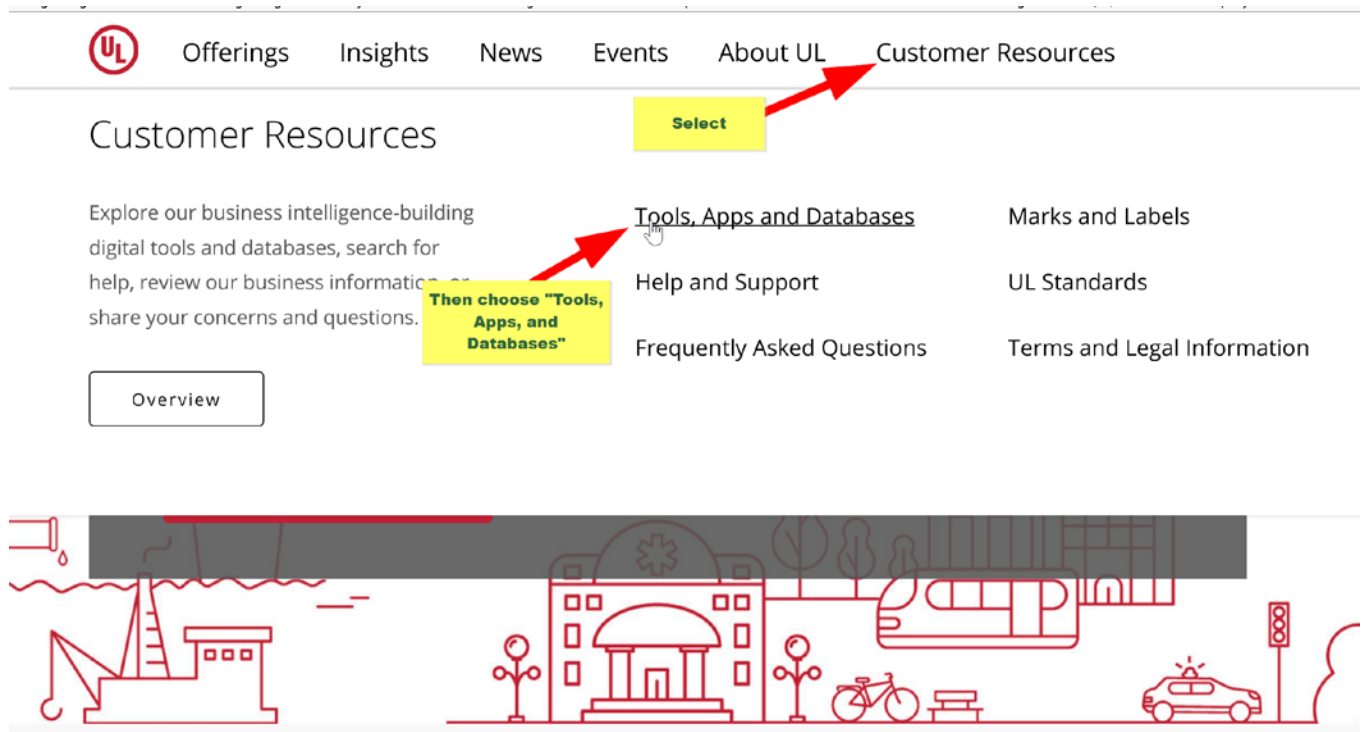 UL
Offerings Insights News Events About UL Customer Resources
Select
Customer Resources
Explore our business intelligence-building
digital tools and databases, search for
help, review our business information, or
share your concerns and questions.
Then choose "Tools,
Apps, and
Databases"
Overview
Tools, Apps and Databases
Marks and Labels
Help and Support
UL Standards
Frequently Asked Questions
Terms and Legal Information